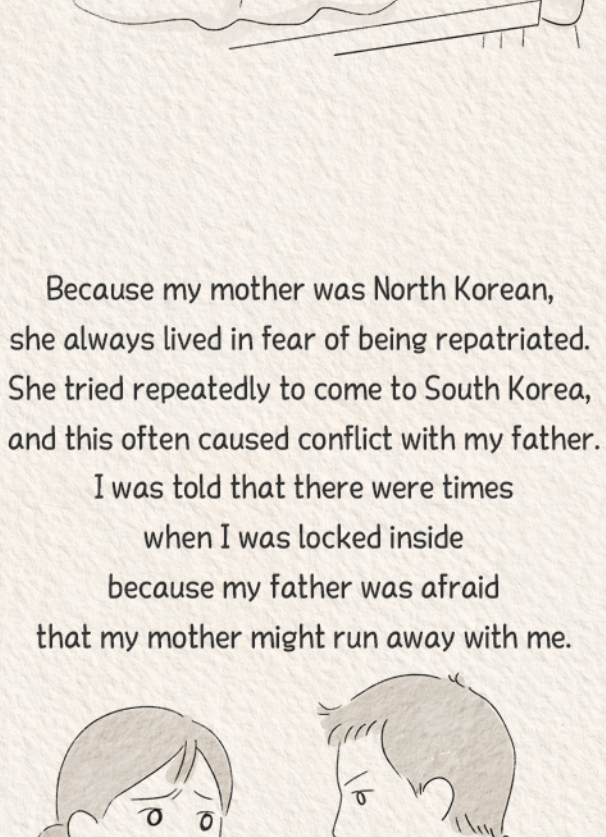 Because my mother was North Korean,
she always lived in fear of being repatriated.
She tried repeatedly to come to South Korea,
and this often caused conflict with my father.
I was told that there were times
when I was locked inside
because my father was afraid
that my mother might run away with me.